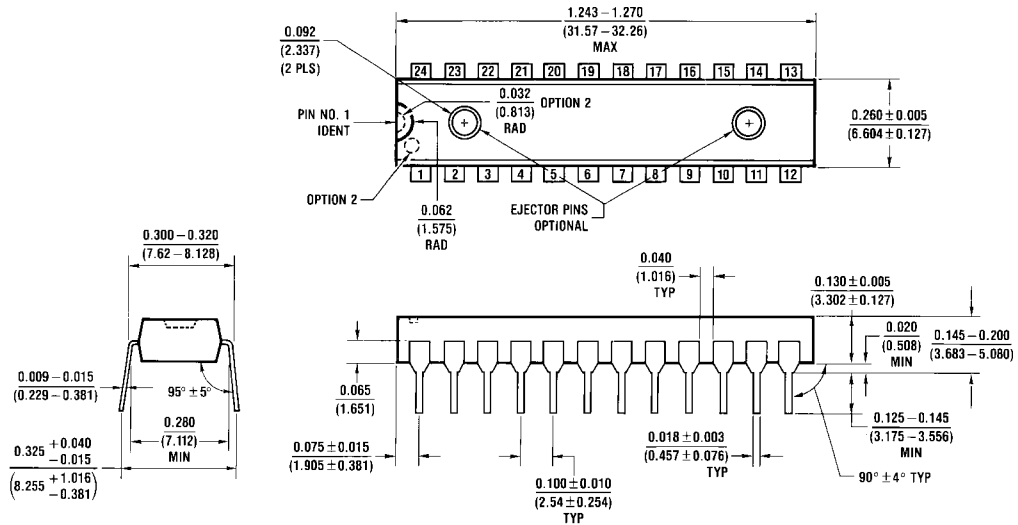 1.243 – 1.270
(31.57 – 32.26)
MAX
0.092
(2.337)
(2 PLS)
24 23 22 21 20 19 18 17 16 15 14 13
0.032
(0.813)
RAD
OPTION 2
PIN NO. 1
IDENT
0.260 ± 0.005
(6.604 ± 0.127)
1 2 3 4 5 6 7 8 9 10 11 12
OPTION 2
0.062
(1.575)
RAD
EJECTOR PINS
OPTIONAL
0.300 – 0.320
(7.62 – 8.128)
0.040
(1.016)
TYP
0.130 ± 0.005
(3.302 ± 0.127)
0.020
(0.508)
MIN
0.145 – 0.200
(3.683 – 5.080)
0.009 – 0.015
(0.229 – 0.381)
95° ± 5°
0.065
(1.651)
0.280
(7.112)
MIN
0.125 – 0.145
(3.175 – 3.556)
MIN
0.325 + 0.040
– 0.015
(8.255 + 1.016
– 0.381)
0.075 ± 0.015
(1.905 ± 0.381)
0.018 ± 0.003
(0.457 ± 0.076)
TYP
90° ± 4° TYP
0.100 ± 0.010
(2.54 ± 0.254)
TYP